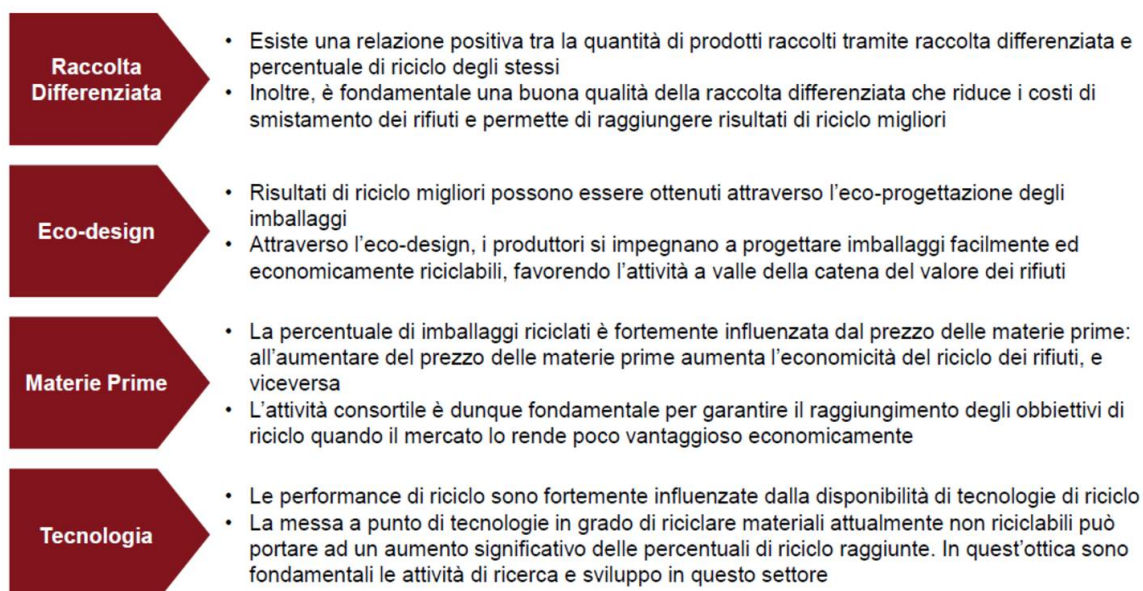 Raccolta
Differenziata
• Esiste una relazione positiva tra la quantità di prodotti raccolti tramite raccolta differenziata e
percentuale di riciclo degli stessi
• Inoltre, è fondamentale una buona qualità della raccolta differenziata che riduce i costi di
smistamento dei rifiuti e permette di raggiungere risultati di riciclo migliori
Eco-design
• Risultati di riciclo migliori possono essere ottenuti attraverso l'eco-progettazione degli
imballaggi
• Attraverso l'eco-design, i produttori si impegnano a progettare imballaggi facilmente ed
economicamente riciclabili, favorendo l'attività a valle della catena del valore dei rifiuti
Materie Prime
• La percentuale di imballaggi riciclati è fortemente influenzata dal prezzo delle materie prime:
all'aumentare del prezzo delle materie prime aumenta l'economicità del riciclo dei rifiuti, e
viceversa
• L'attività consortile è dunque fondamentale per garantire il raggiungimento degli obbiettivi di
riciclo quando il mercato lo rende poco vantaggioso economicamente
Tecnologia
• Le performance di riciclo sono fortemente influenzate dalla disponibilità di tecnologie di riciclo
• La messa a punto di tecnologie in grado di riciclare materiali attualmente non riciclabili può
portare ad un aumento significativo delle percentuali di riciclo raggiunte. In quest'ottica sono
fondamentali le attività di ricerca e sviluppo in questo settore